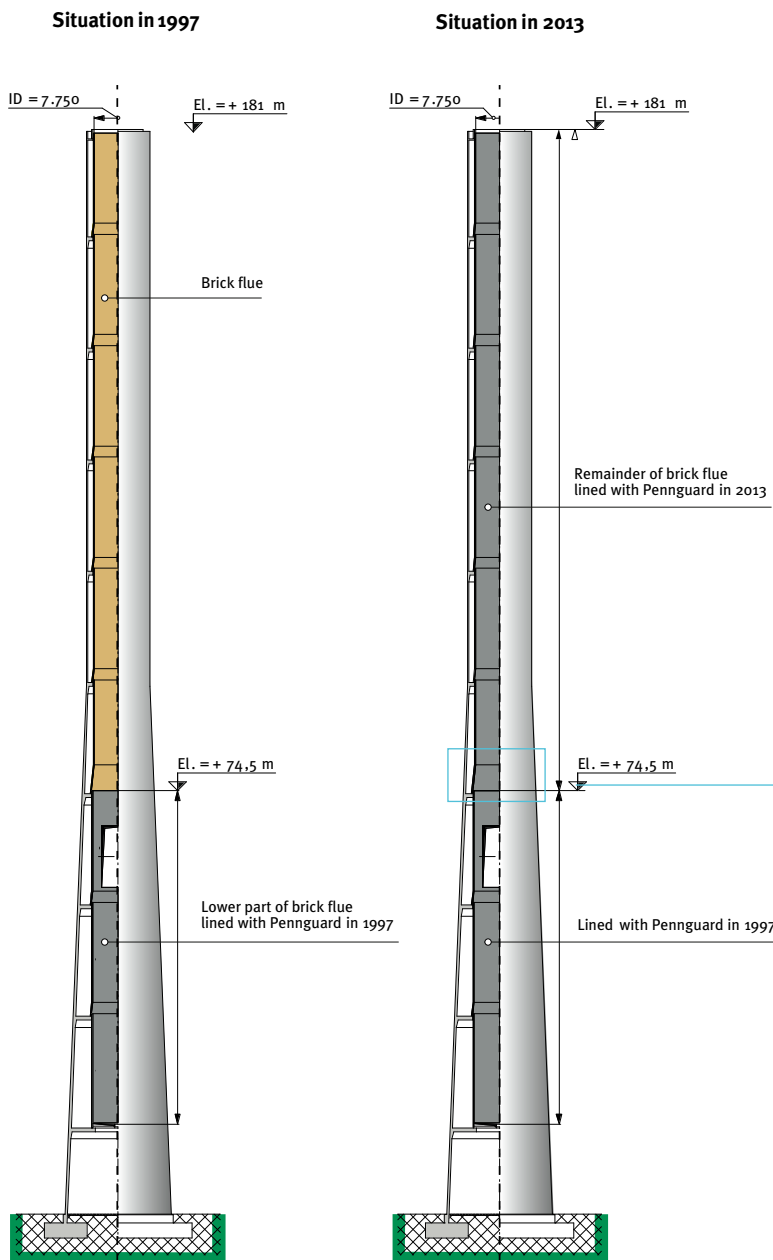 Situation in 1997
Situation in 2013
ID = 7.750
El. = + 181 m
ID = 7.750
El. = + 181 m
Brick flue
Remainder of brick flue
lined with Pennguard in 2013
El. = + 74,5 m
El. = + 74,5 m
Lower part of brick flue
lined with Pennguard in 1997
Lined with Pennguard in 1997